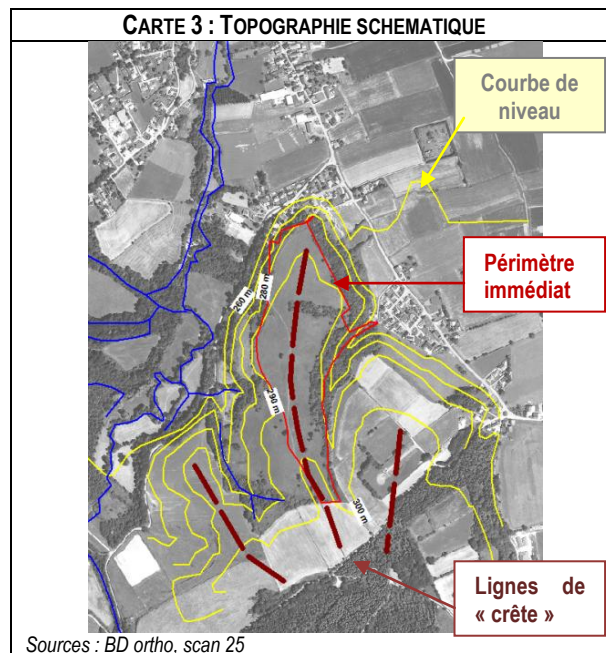 CARTE 3 : TOPOGRAPHIE SCHEMATIQUE
Courbe de
niveau
Périmètre
immédiat
260 m
280 m
290 m
300 m
Lignes de
« crête »
Sources : BD ortho, scan 25